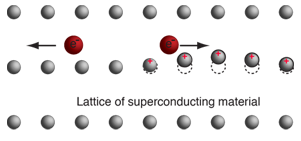 + + + + +
Lattice of superconducting material